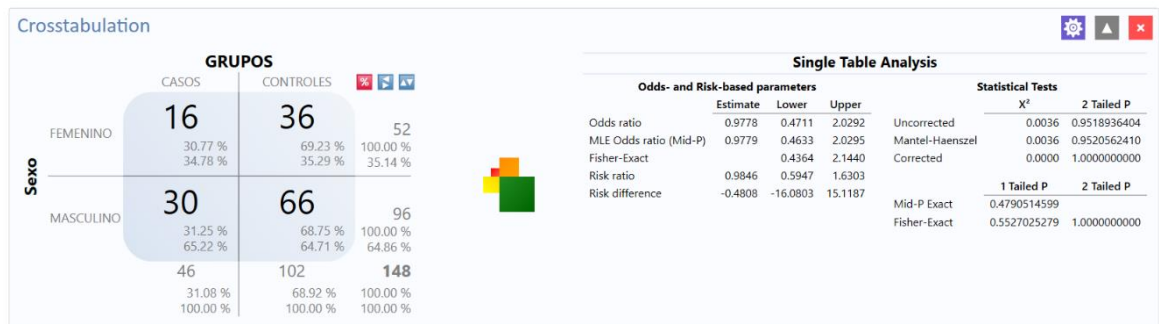 Crosstabulation
GRUPOS
CASOS CONTROLES %
Sexo
FEMENINO 16 36 52
30.77 % 69.23 % 100.00 %
34.78 % 35.29 % 35.14 %
MASCULINO 30 66 96
31.25 % 68.75 % 100.00 %
65.22 % 64.71 % 64.86 %
46 102 148
31.08 % 68.92 % 100.00 %
100.00 % 100.00 % 100.00 %
Single Table Analysis
Odds- and Risk-based parameters
Estimate Lower Upper
Odds ratio 0.9778 0.4711 2.0292
MLE Odds ratio (Mid-P) 0.9779 0.4633 2.0295
Fisher-Exact 0.4364 2.1440
Risk ratio 0.9846 0.5947 1.6303
Risk difference -0.4808 -16.0803 15.1187
Statistical Tests
X² 2 Tailed P
Uncorrected 0.0036 0.9518936404
Mantel-Haenszel 0.0036 0.9520562410
Corrected 0.0000 1.0000000000
1 Tailed P 2 Tailed P
Mid-P Exact 0.4790514599
Fisher-Exact 0.5527025279 1.0000000000